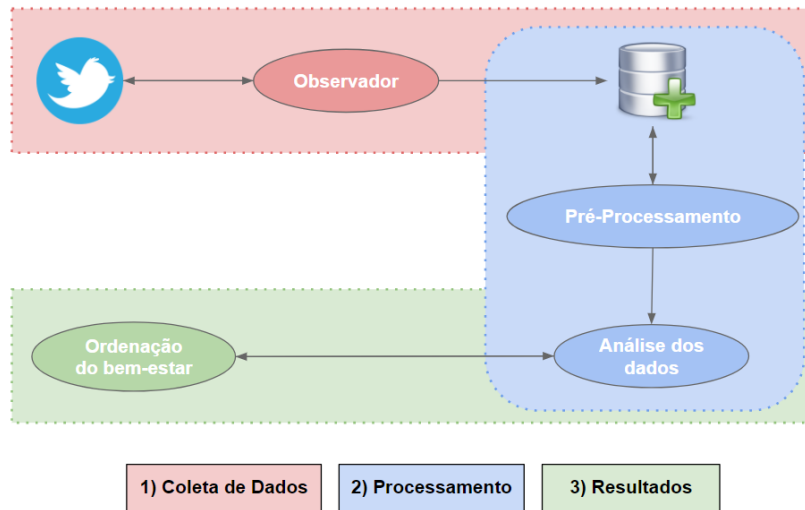 Observador
Pré-Processamento
Ordenação
do bem-estar
Análise dos
dados
1) Coleta de Dados
2) Processamento
3) Resultados